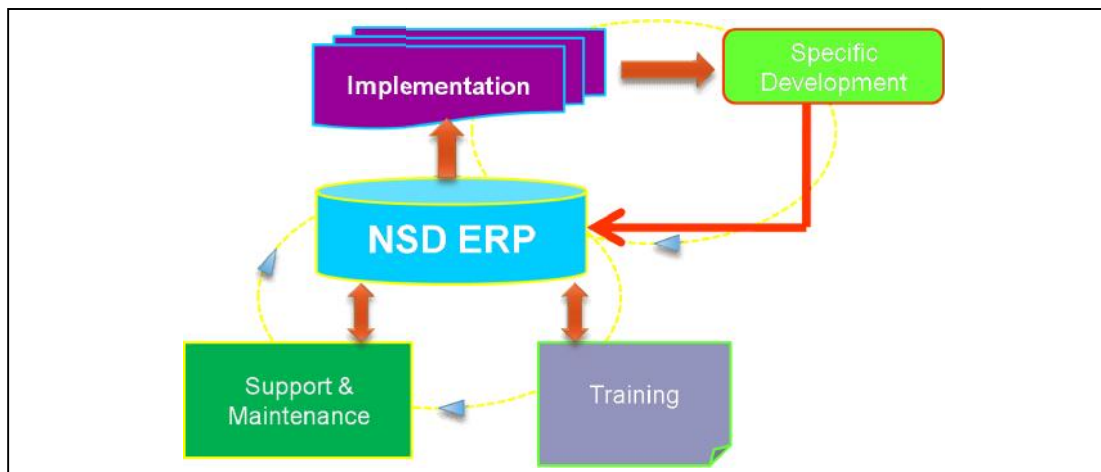 Implementation
Specific
Development
NSD ERP
Support &
Maintenance
Training